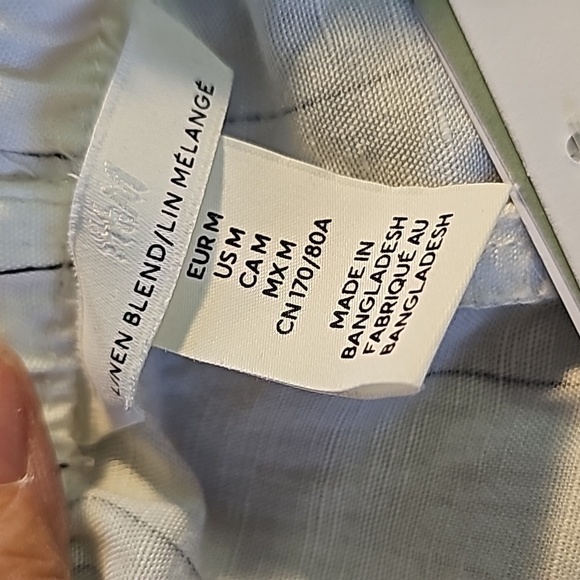 H&M
LINEN BLEND/LIN MÉLANGÉ
EUR M
US M
CA M
MX M
CN 170/80A
MADE IN
BANGLADESH
FABRIQUÉ AU
BANGLADESH